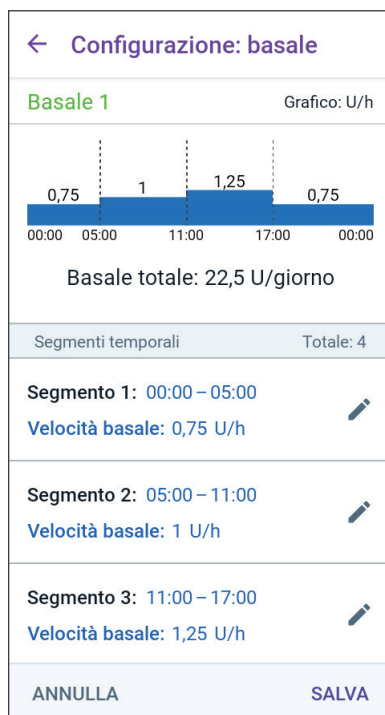 Configurazione: basale
Basale 1 Grafico: U/h
0,75 1 1,25 0,75
00:00 05:00 11:00 17:00 00:00
Basale totale: 22,5 U/giorno
Segmenti temporali Totale: 4
Segmento 1: 00:00 – 05:00
Velocità basale: 0,75 U/h
Segmento 2: 05:00 – 11:00
Velocità basale: 1 U/h
Segmento 3: 11:00 – 17:00
Velocità basale: 1,25 U/h
ANNULLA SALVA